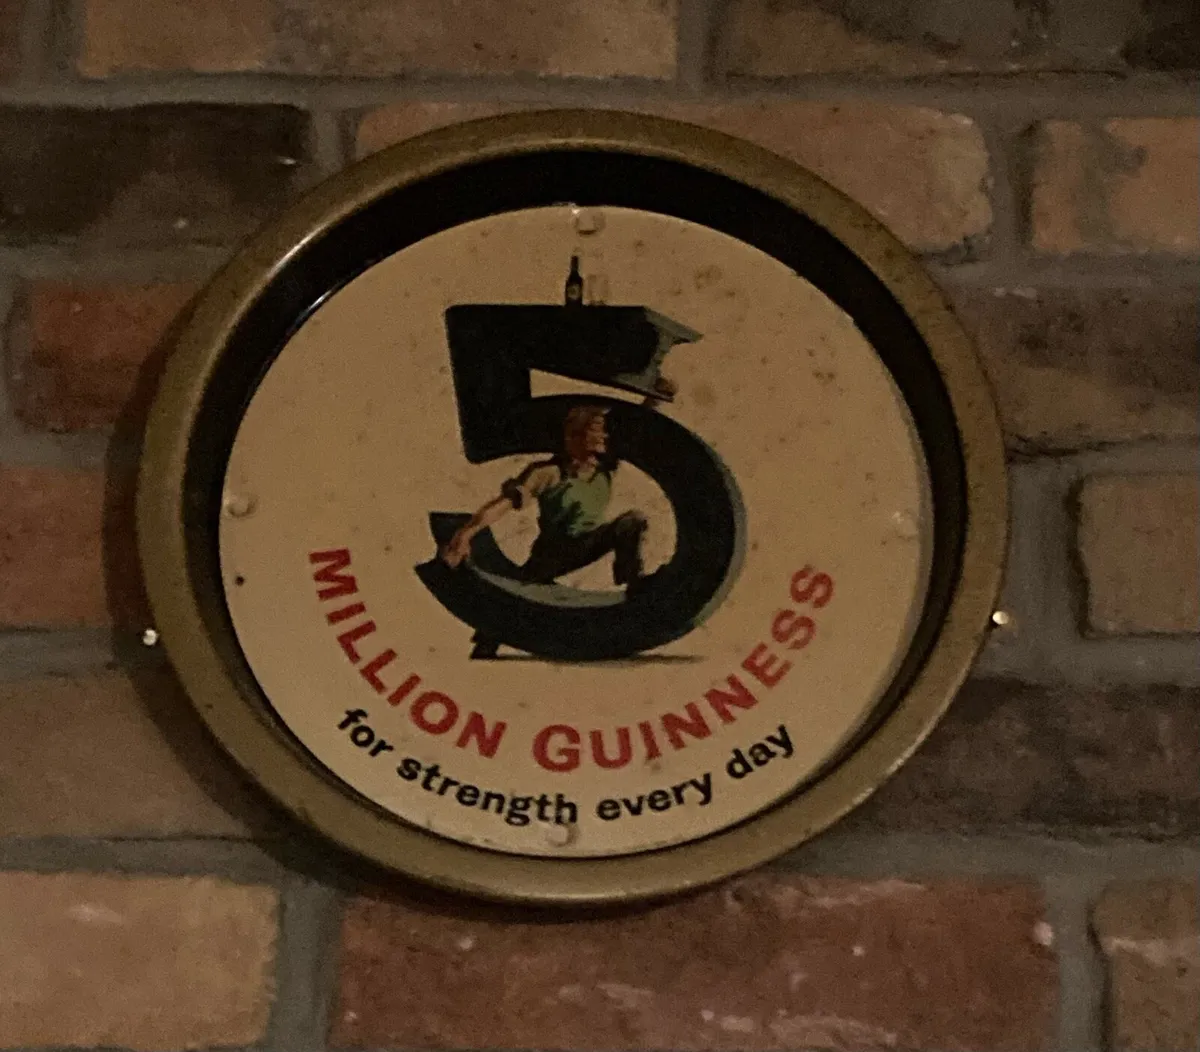 5
MILLION GUINNESS
for strength every day